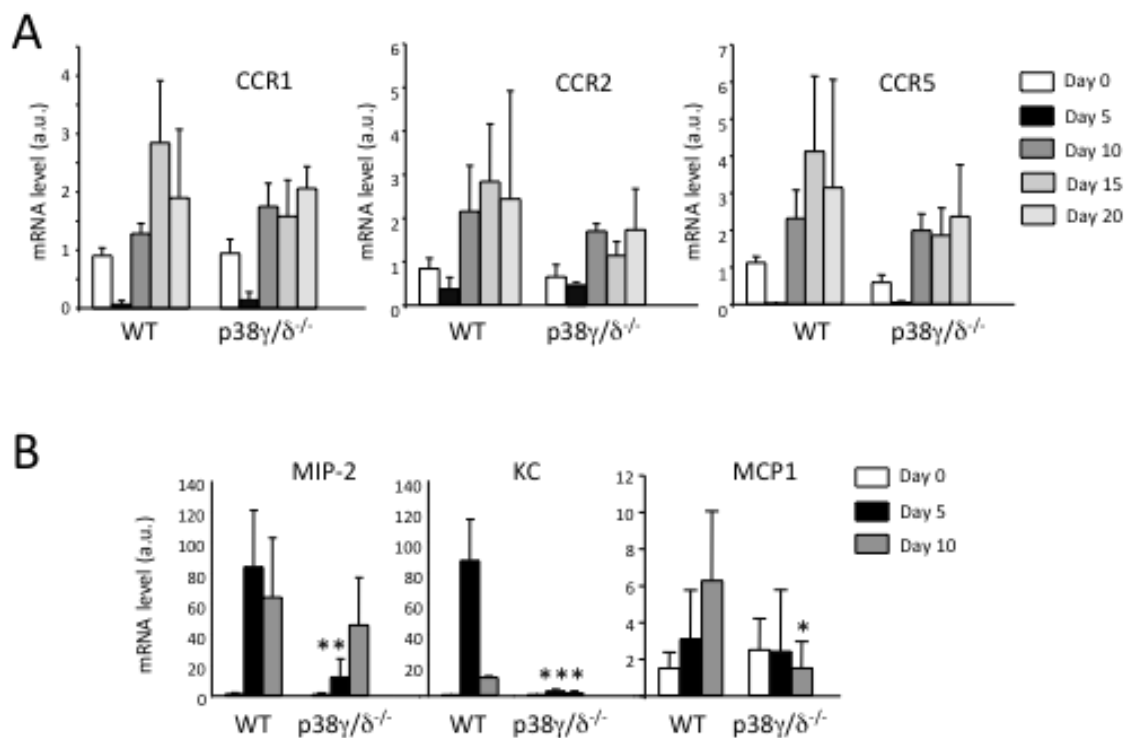 A
CCR1
CCR2
CCR5
mRNA level (a.u.)
4
3
2
1
0
mRNA level (a.u.)
6
5
4
3
2
1
0
mRNA level (a.u.)
7
6
5
4
3
2
1
0
Day 0
Day 5
Day 10
Day 15
Day 20
WT p38γ/δ-/-
WT p38γ/δ-/-
WT p38γ/δ-/-
B
MIP-2
KC
MCP1
mRNA level (a.u.)
140
120
100
80
60
40
20
0
140
120
100
80
60
40
20
0
12
10
8
6
4
2
**
***
*
Day 0
Day 5
Day 10
WT p38γ/δ-/-
WT p38γ/δ-/-
WT p38γ/δ-/-